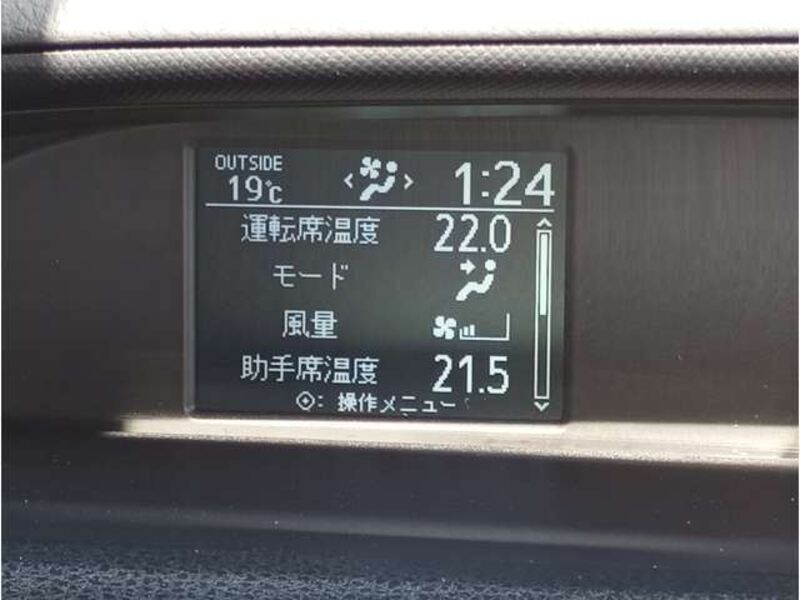 OUTSIDE
19℃
1:24
運転席温度 22.0
モード
風量
助手席温度 21.5
: 操作メニュー